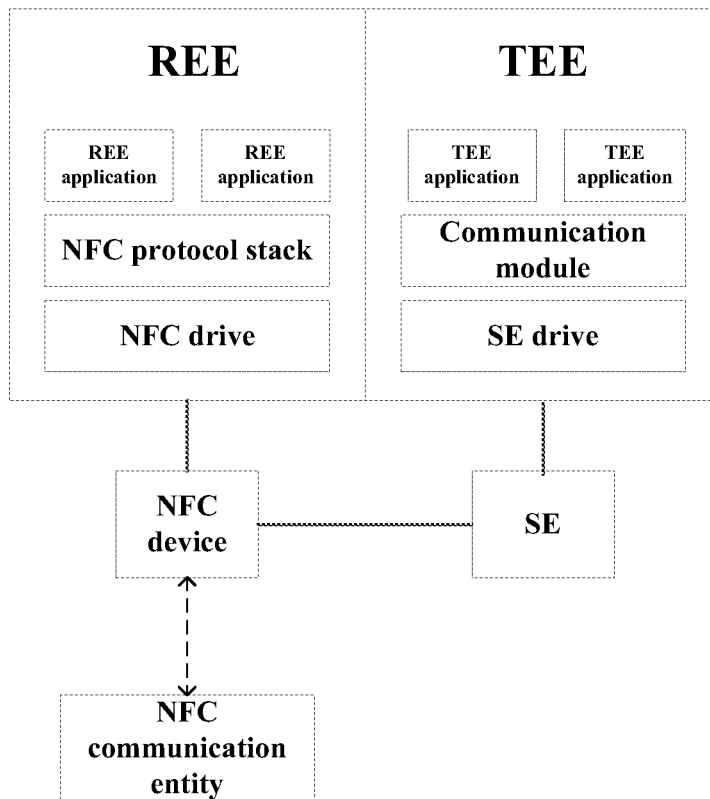 REE
TEE
REE
application
REE
application
TEE
application
TEE
application
NFC protocol stack
Communication
module
NFC drive
SE drive
NFC
device
SE
NFC
communication
entity